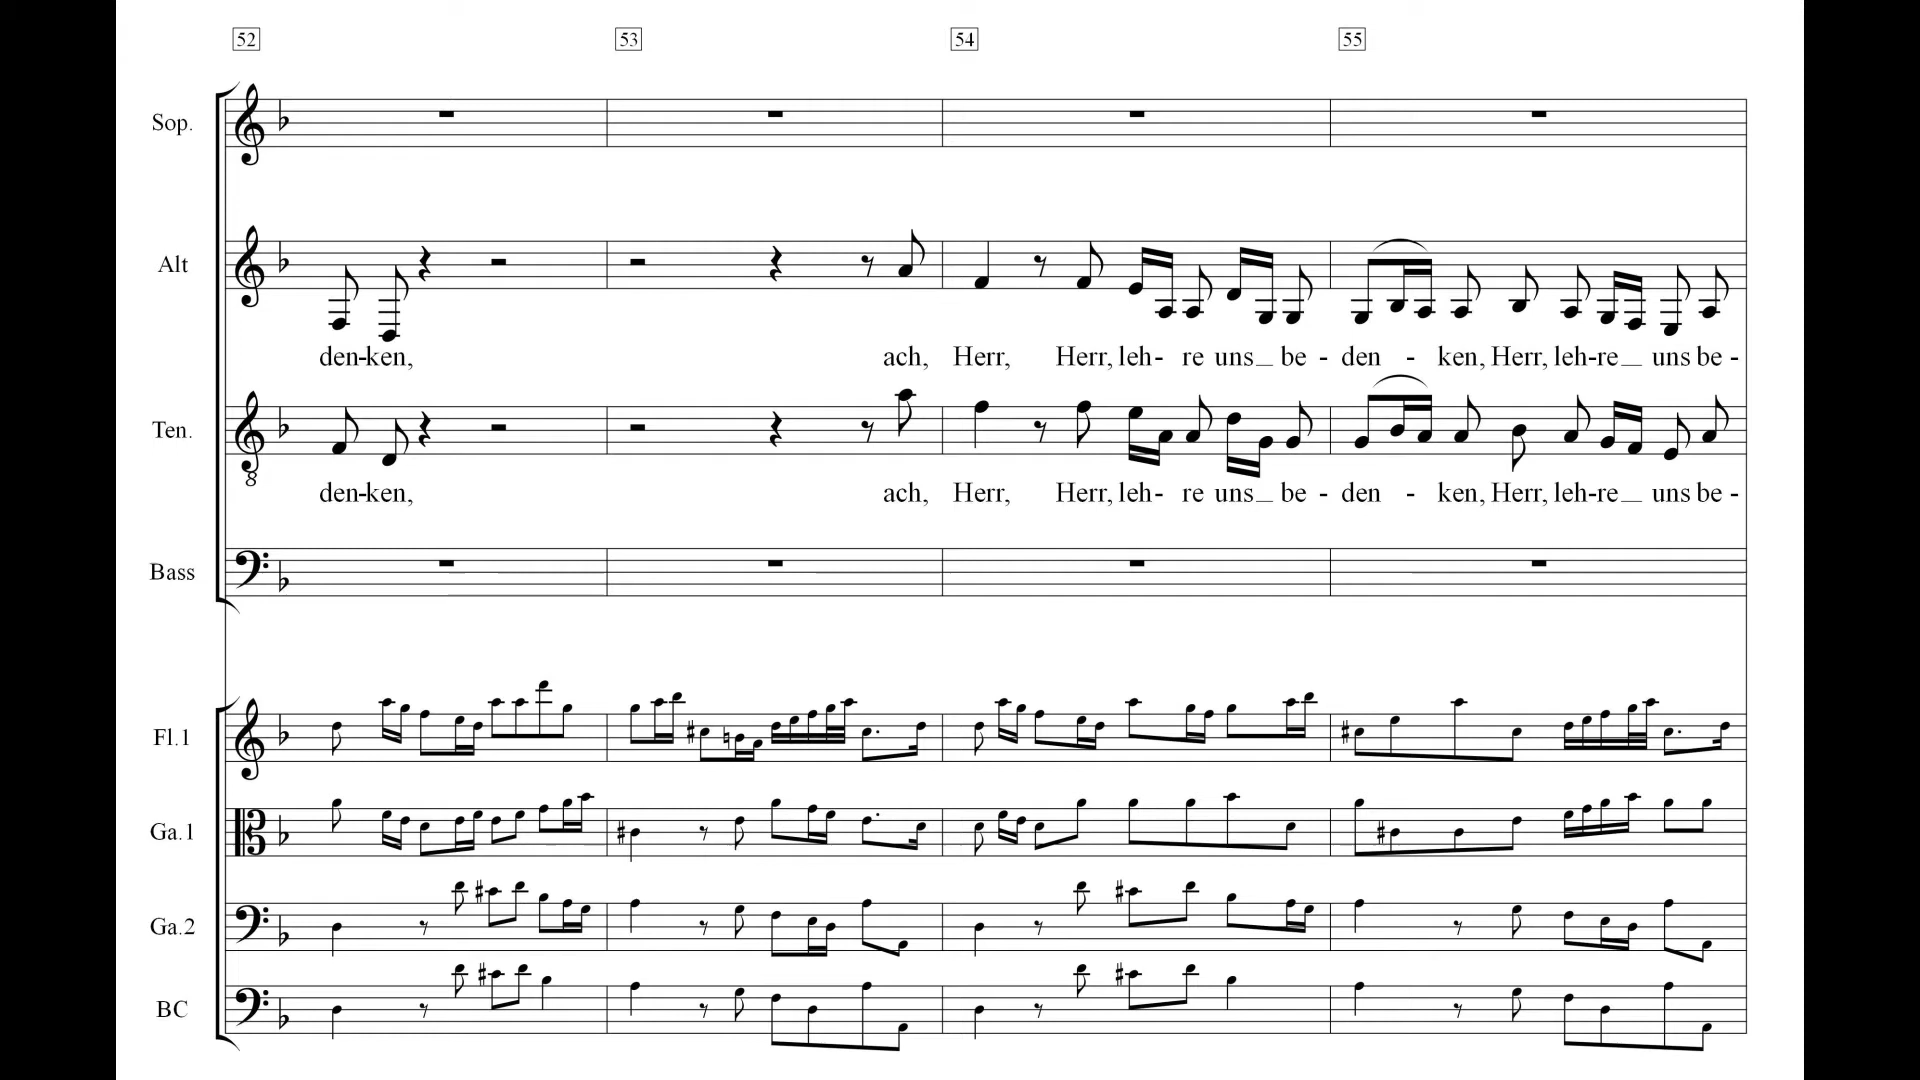 52 53 54 55
Sop.
Alt
den-ken, ach, Herr, Herr, leh- re uns_ be - den - ken, Herr, leh-re_ uns be -
Ten.
8
den-ken, ach, Herr, Herr, leh- re uns_ be - den - ken, Herr, leh-re_ uns be -
Bass
Fl.1
Ga.1
Ga.2
BC